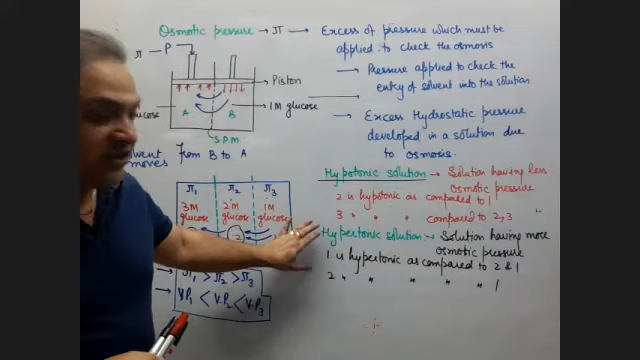 Osmotic pressure → π → Excess of pressure which must be
applied to check the osmosis
→ Pressure applied to check the
entry of solvent into the solution
→ Excess Hydrostatic Pressure
developed in a solution due
to Osmosis.
π — P
Piston
A
B
glucose
1M glucose
S.P.M
solvent from B to A
moves
π₁ π₂ π₃
3M 2M 1M
glucose glucose glucose
2
→ π₁ > π₂ > π₃
→ V.P₁ < V.P₂ < V.P₃
Hypotonic solution → Solution having less
Osmotic pressure
2 is hypotonic as compared to 1
3 " " " compared to 2, 3
Hypertonic solution :→ Solution having more
Osmotic pressure
1 is hypertonic as compared to 2 & 1
2 " " " " 1